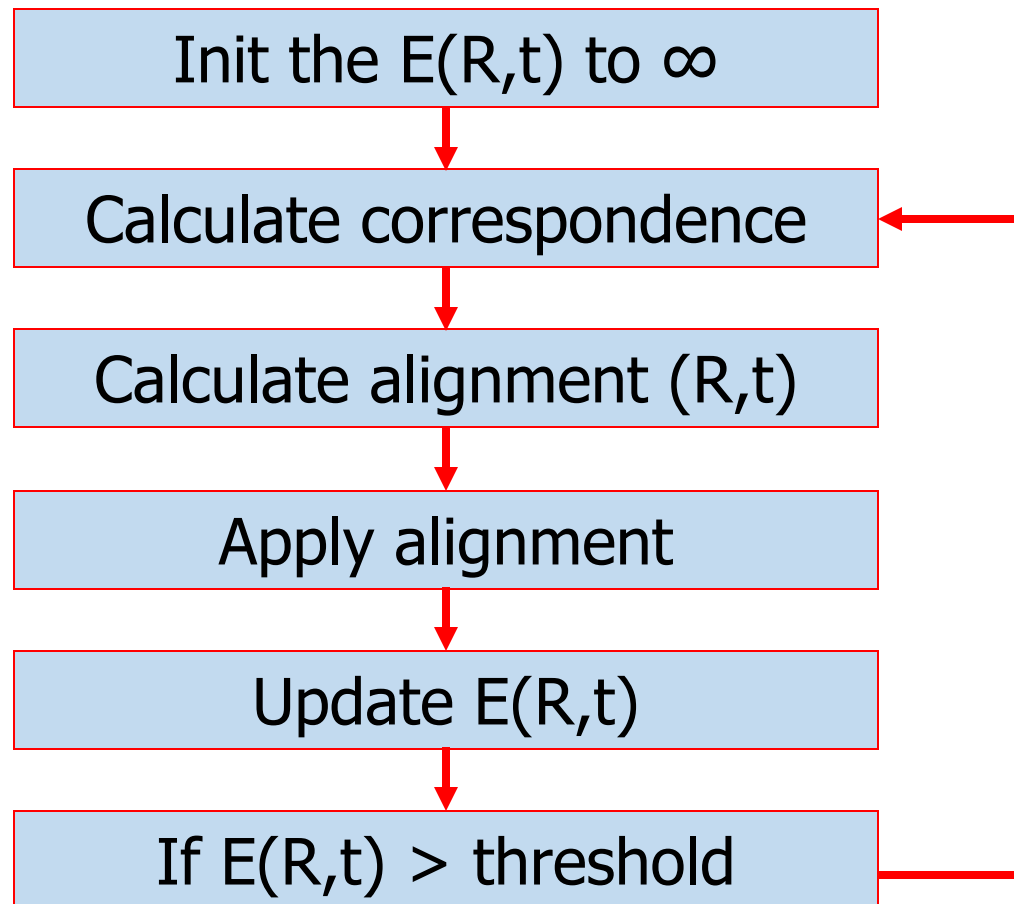 Init the E(R,t) to ∞
Calculate correspondence
Calculate alignment (R,t)
Apply alignment
Update E(R,t)
If E(R,t) > threshold